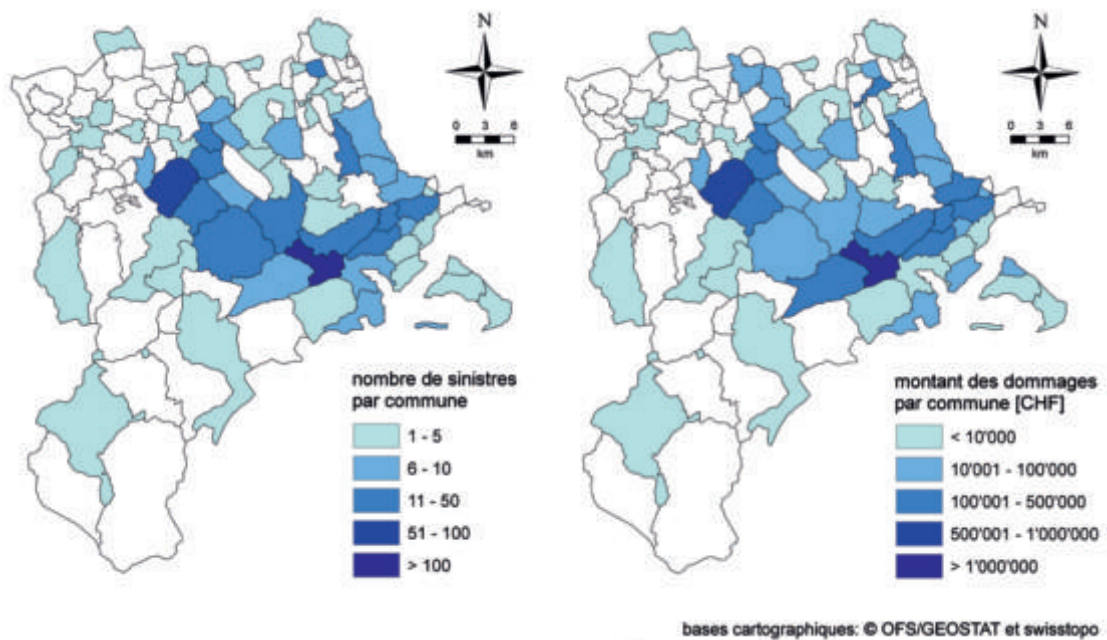 N
0 3 6
km
nombre de sinistres
par commune
1 - 5
6 - 10
11 - 50
51 - 100
> 100
N
0 3 6
km
montant des dommages
par commune [CHF]
< 10'000
10'001 - 100'000
100'001 - 500'000
500'001 - 1'000'000
> 1'000'000
bases cartographiques: © OFS/GEOSTAT et swisstopo